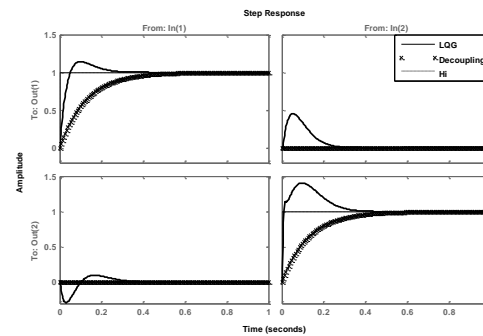 Step Response
From: In(1)
From: In(2)
LQG
Decoupling
Hi
To: Out(1)
1.5
1
0.5
0
Amplitude
To: Out(2)
1.5
1
0.5
0
0
0.2
0.4
0.6
0.8
1
0
0.2
0.4
0.6
0.8
Time (seconds)